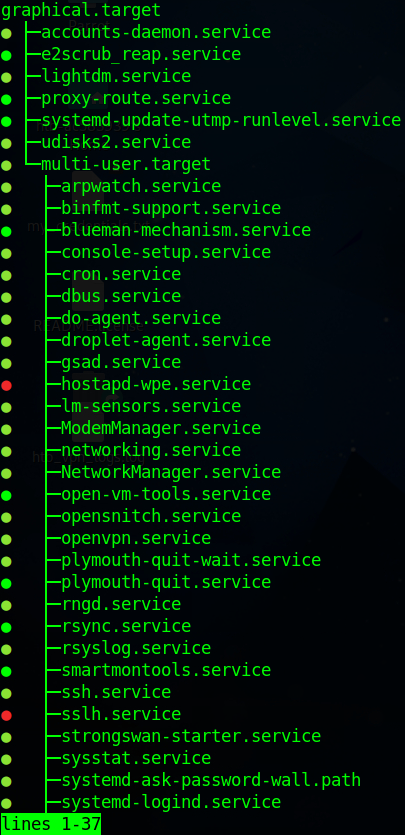 graphical.target
● ├─accounts-daemon.service
● ├─e2scrub_reap.service
● ├─lightdm.service
● ├─proxy-route.service
● ├─systemd-update-utmp-runlevel.service
● ├─udisks2.service
● └─multi-user.target
●   ├─arpwatch.service
●   ├─binfmt-support.service
●   ├─blueman-mechanism.service
●   ├─console-setup.service
●   ├─cron.service
●   ├─dbus.service
●   ├─do-agent.service
●   ├─droplet-agent.service
●   ├─gsad.service
●   ├─hostapd-wpe.service
●   ├─lm-sensors.service
●   ├─ModemManager.service
●   ├─networking.service
●   ├─NetworkManager.service
●   ├─open-vm-tools.service
●   ├─opensnitch.service
●   ├─openvpn.service
●   ├─plymouth-quit-wait.service
●   ├─plymouth-quit.service
●   ├─rngd.service
●   ├─rsync.service
●   ├─rsyslog.service
●   ├─smartmontools.service
●   ├─ssh.service
●   ├─sslh.service
●   ├─strongswan-starter.service
●   ├─sysstat.service
●   ├─systemd-ask-password-wall.path
●   ├─systemd-logind.service
lines 1-37